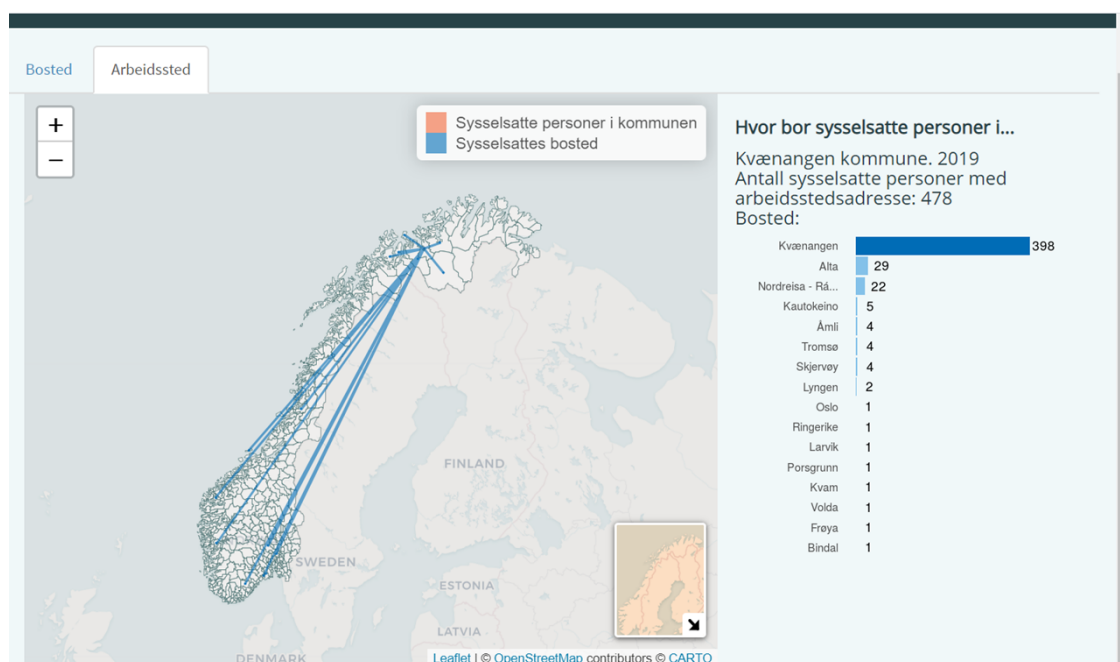 Bosted
Arbeidssted
+
−
Sysselsatte personer i kommunen
Sysselsattes bosted
FINLAND
SWEDEN
ESTONIA
LATVIA
DENMARK
Leaflet | © OpenStreetMap contributors © CARTO
Hvor bor sysselsatte personer i...
Kvænangen kommune. 2019
Antall sysselsatte personer med
arbeidsstedsadresse: 478
Bosted:
Kvænangen 398
Alta 29
Nordreisa - Rá... 22
Kautokeino 5
Åmli 4
Tromsø 4
Skjervøy 4
Lyngen 2
Oslo 1
Ringerike 1
Larvik 1
Porsgrunn 1
Kvam 1
Volda 1
Frøya 1
Bindal 1